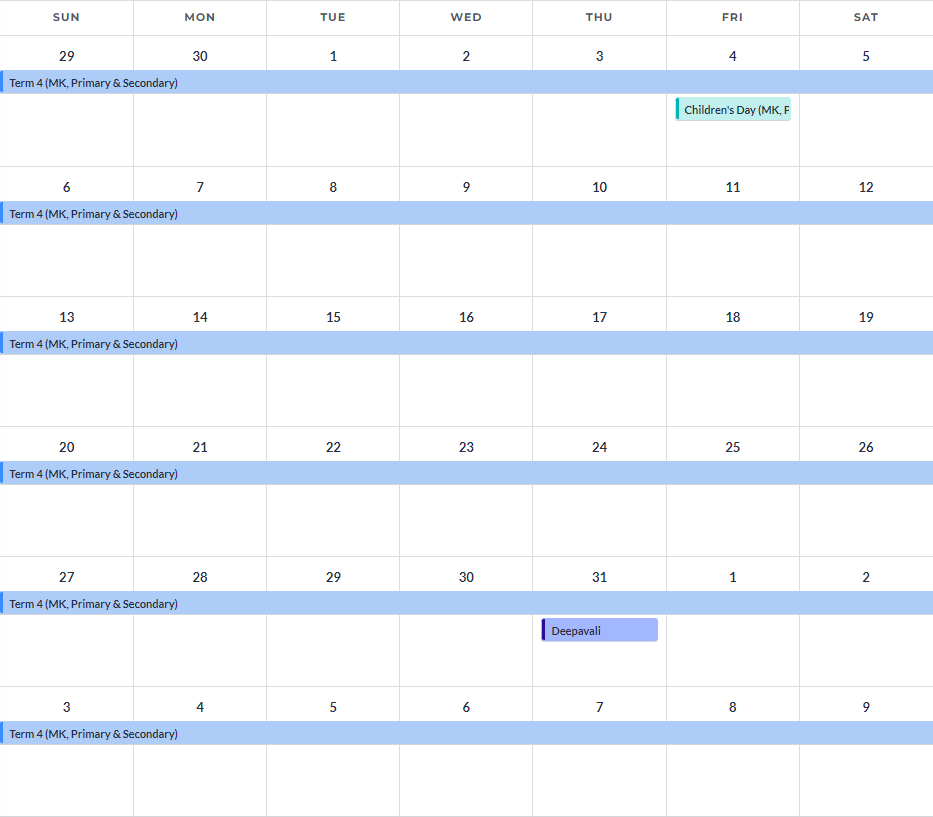 SUN MON TUE WED THU FRI SAT
29 30 1 2 3 4 5
Term 4 (MK, Primary & Secondary)
Children's Day (MK, F
6 7 8 9 10 11 12
Term 4 (MK, Primary & Secondary)
13 14 15 16 17 18 19
Term 4 (MK, Primary & Secondary)
20 21 22 23 24 25 26
Term 4 (MK, Primary & Secondary)
27 28 29 30 31 1 2
Term 4 (MK, Primary & Secondary)
Deepavali
3 4 5 6 7 8 9
Term 4 (MK, Primary & Secondary)